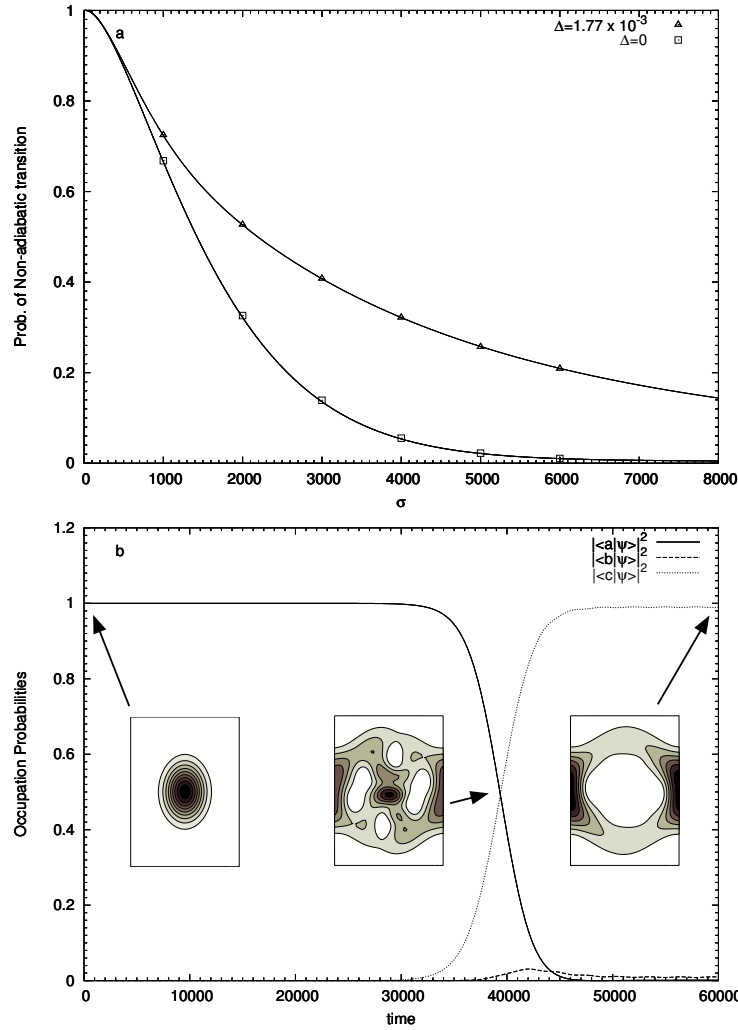 a
Δ=1.77 x 10⁻³
Δ=0
1
0.8
0.6
0.4
0.2
0
Prob. of Non-adiabatic transition
0 1000 2000 3000 4000 5000 6000 7000 8000
σ
b
|<a|ψ>|²
|<b|ψ>|²
|<c|ψ>|²
1.2
1
0.8
0.6
0.4
0.2
0
Occupation Probabilities
0 10000 20000 30000 40000 50000 60000
time